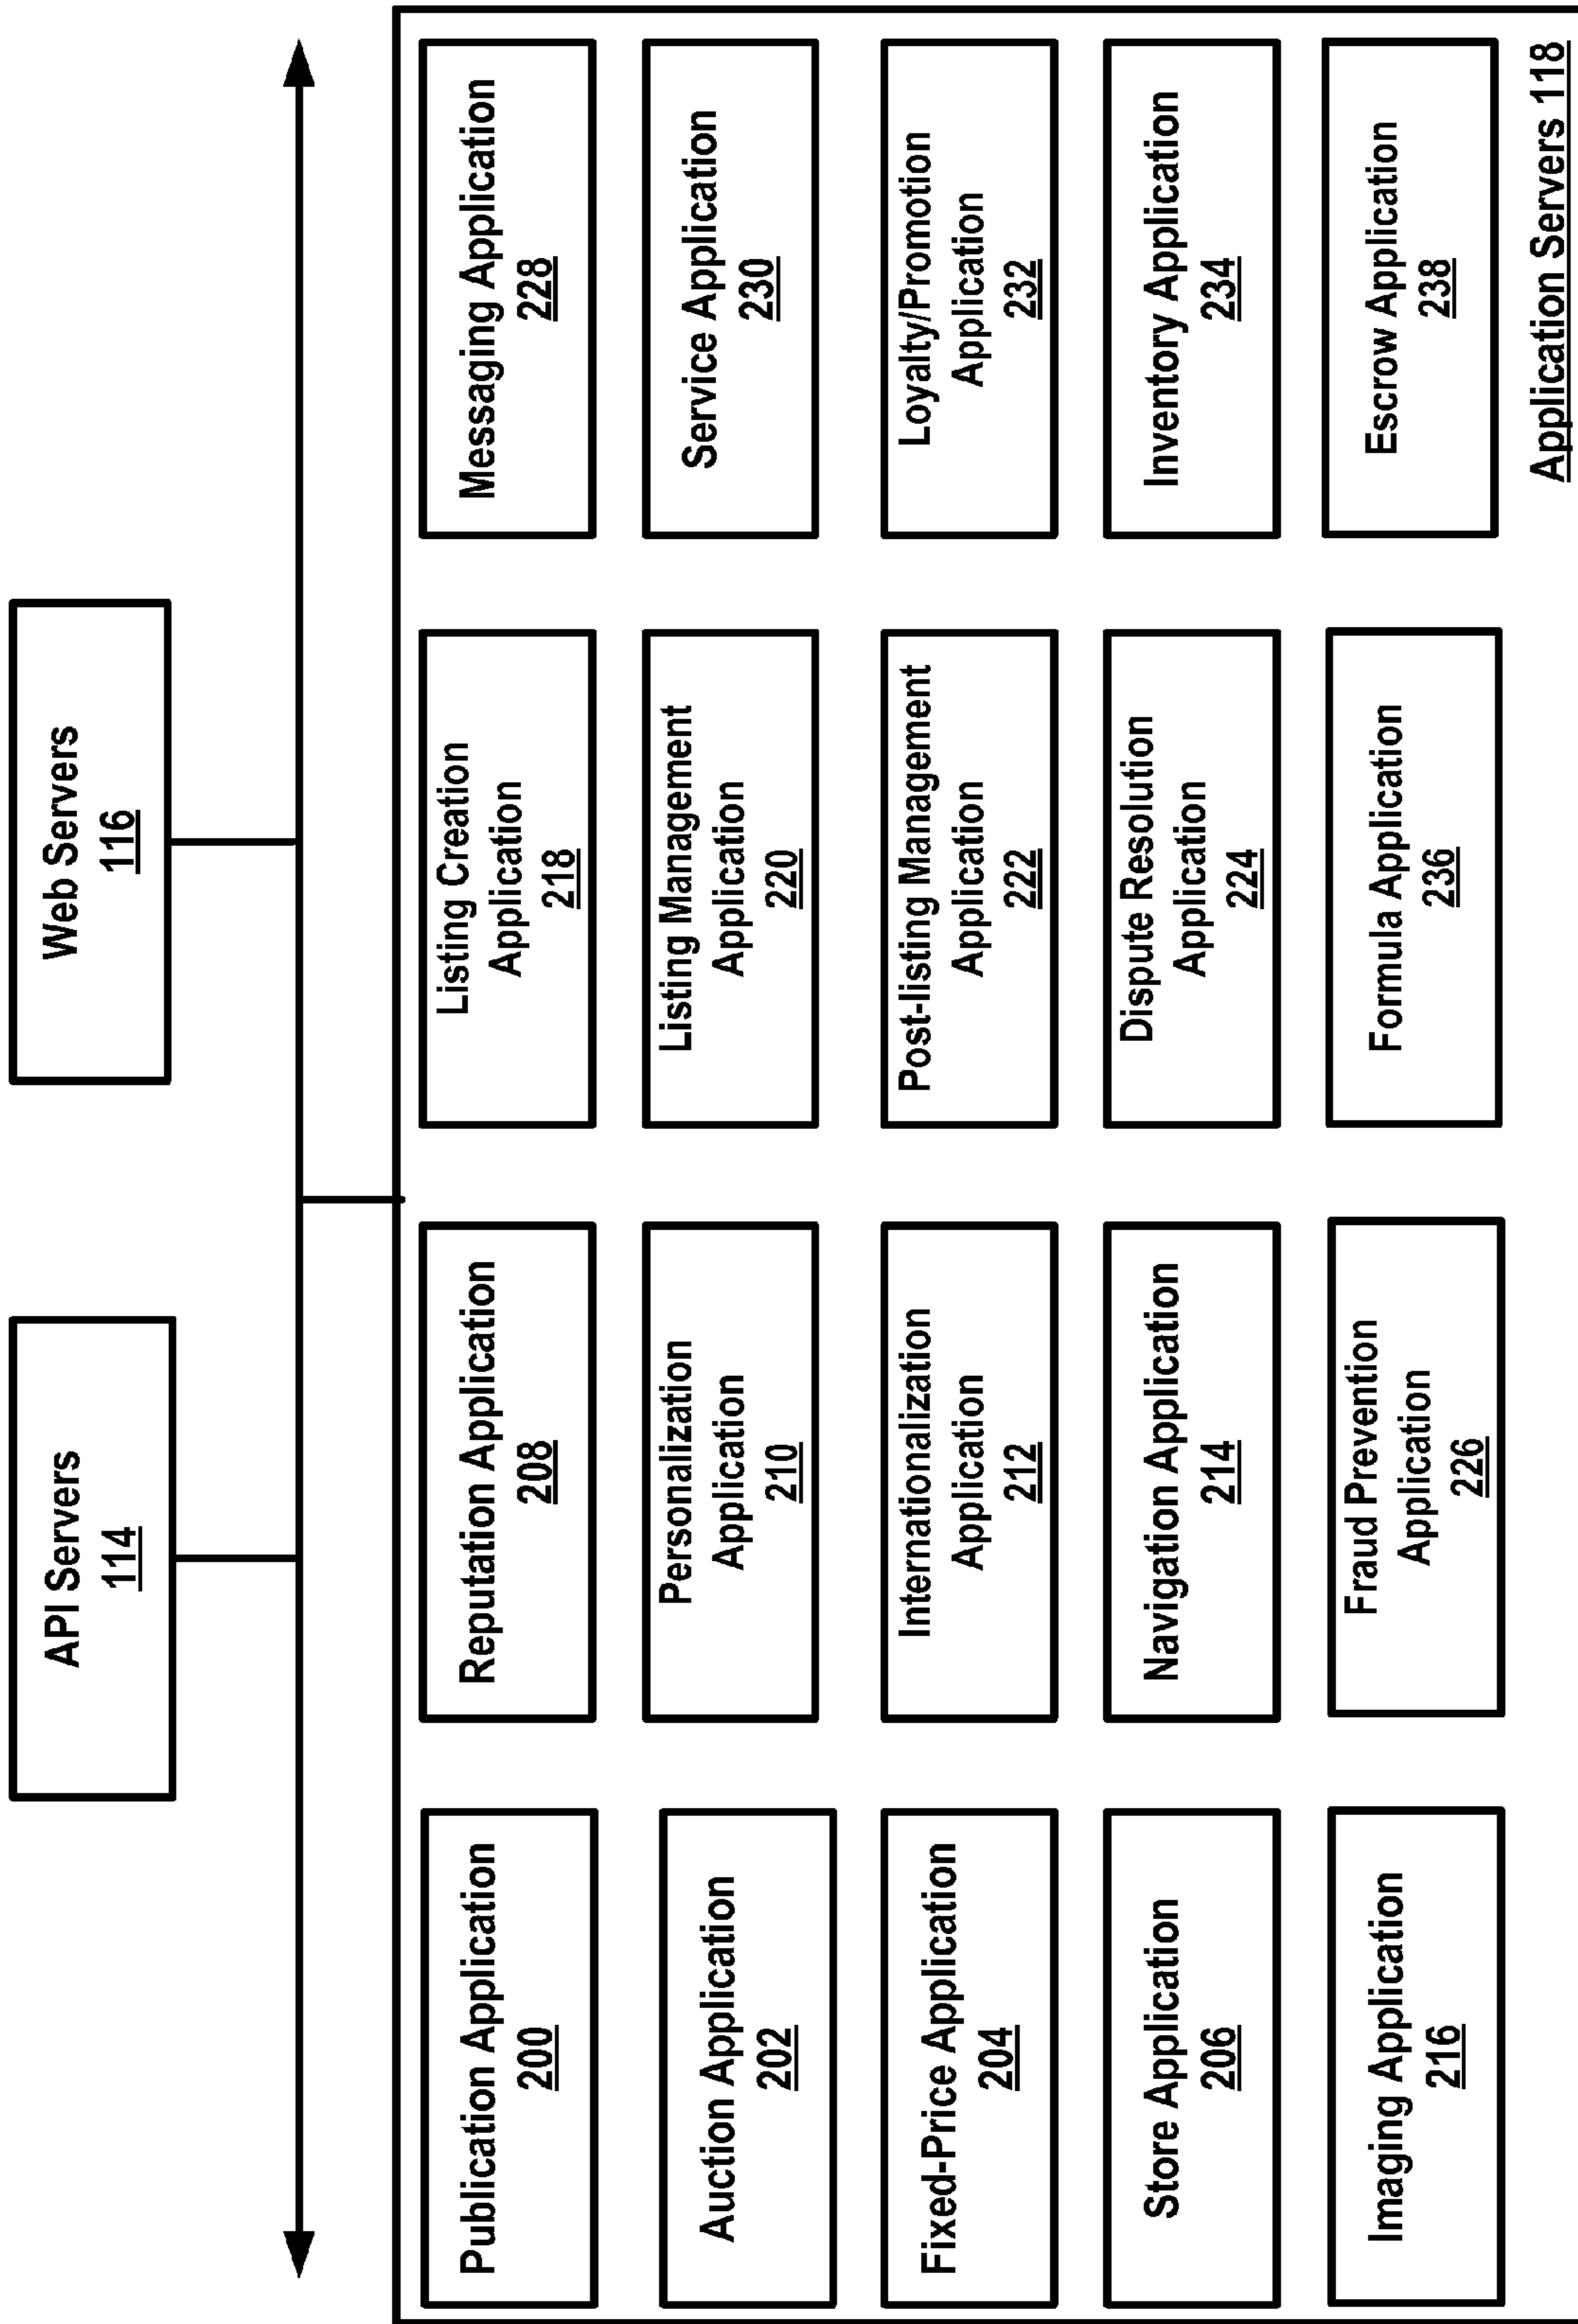 API Servers
114
Web Servers
116
Publication Application
200
Reputation Application
208
Listing Creation
Application
218
Messaging Application
228
Auction Application
202
Personalization
Application
210
Listing Management
Application
220
Service Application
230
Fixed-Price Application
204
Internationalization
Application
212
Post-listing Management
Application
222
Loyalty/Promotion
Application
232
Store Application
206
Navigation Application
214
Dispute Resolution
Application
224
Inventory Application
234
Imaging Application
216
Fraud Prevention
Application
226
Formula Application
236
Escrow Application
238
Application Servers 118